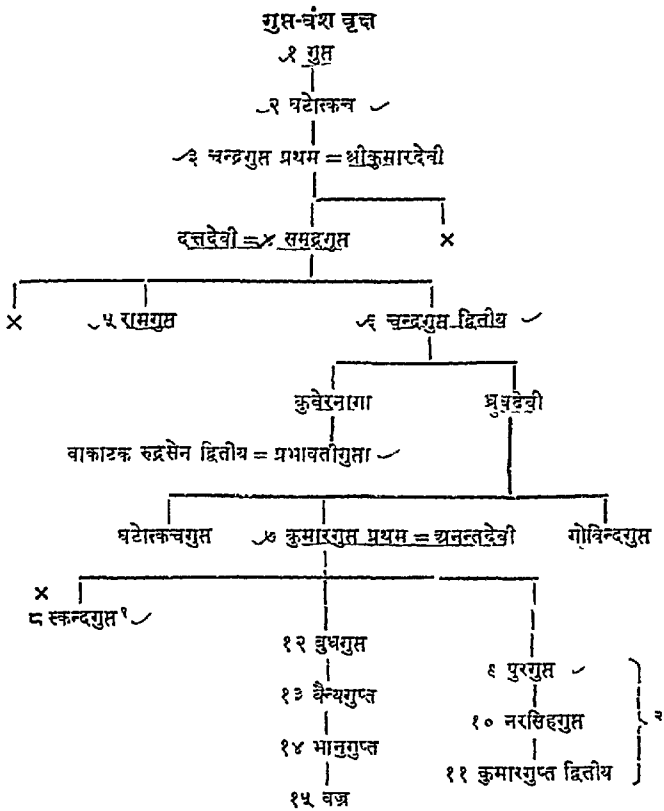 गुप्त-वंश वृक्ष
१ गुप्त
२ घटोत्कच
३ चन्द्रगुप्त प्रथम = श्रीकुमारदेवी
दत्तदेवी = ४ समुद्रगुप्त ×
× ५ रामगुप्त ६ चन्द्रगुप्त द्वितीय
कुवेरनागा ध्रुवदेवी
वाकाटक रुद्रसेन द्वितीय = प्रभावतीगुप्ता
घटोत्कचगुप्त ७ कुमारगुप्त प्रथम = अनन्तदेवी गोविन्दगुप्त
×
८ स्कन्दगुप्त१
१२ बुधगुप्त
९ पुरगुप्त
१३ वैन्यगुप्त
१० नरसिंहगुप्त
१४ भानुगुप्त
११ कुमारगुप्त द्वितीय
१५ वज्र